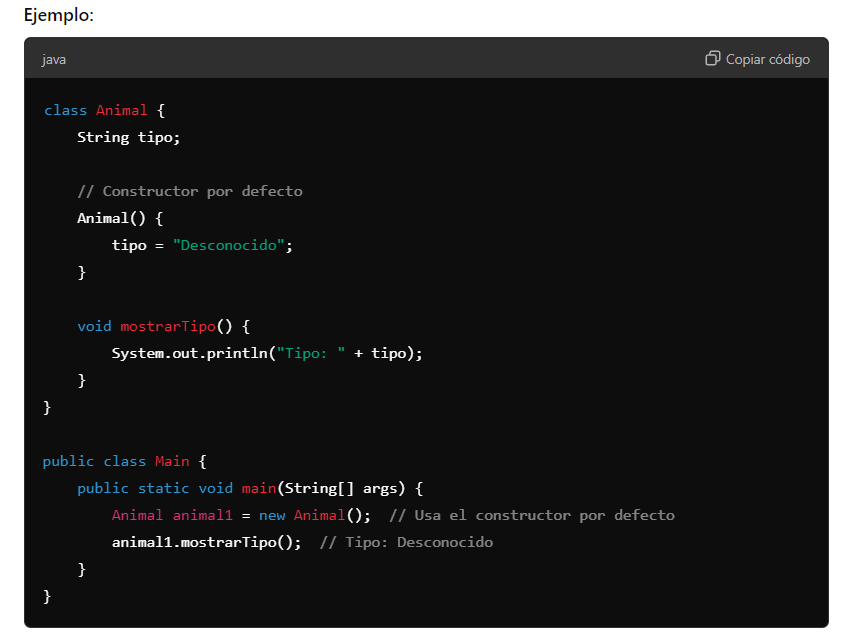 Ejemplo:
java
Copiar código
class Animal {
    String tipo;
    // Constructor por defecto
    Animal() {
        tipo = "Desconocido";
    }
    void mostrarTipo() {
        System.out.println("Tipo: " + tipo);
    }
}
public class Main {
    public static void main(String[] args) {
        Animal animal1 = new Animal();  // Usa el constructor por defecto
        animal1.mostrarTipo();  // Tipo: Desconocido
    }
}